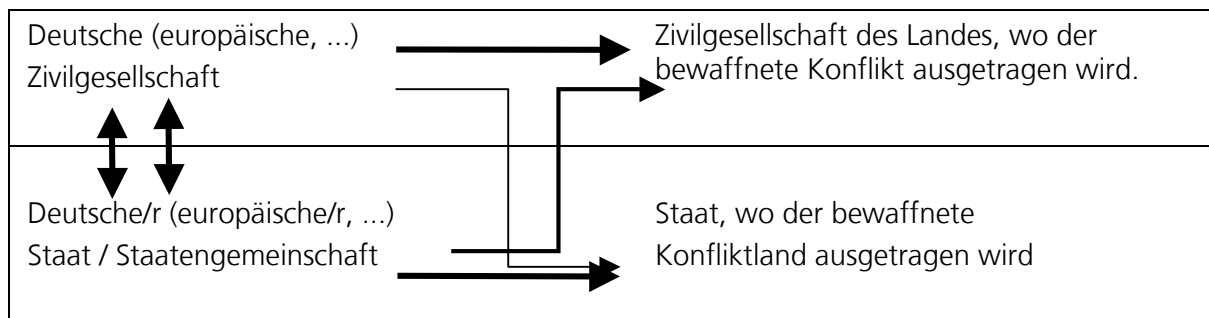 Deutsche (europäische, ...)
Zivilgesellschaft
Zivilgesellschaft des Landes, wo der
bewaffnete Konflikt ausgetragen wird.
Deutsche/r (europäische/r, ...)
Staat / Staatengemeinschaft
Staat, wo der bewaffnete
Konfliktland ausgetragen wird